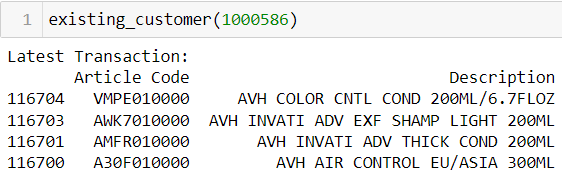 1 existing_customer(1000586)
Latest Transaction:
Article Code Description
116704 VMPE010000 AVH COLOR CNTL COND 200ML/6.7FLOZ
116703 AWK7010000 AVH INVATI ADV EXF SHAMP LIGHT 200ML
116701 AMFR010000 AVH INVATI ADV THICK COND 200ML
116700 A30F010000 AVH AIR CONTROL EU/ASIA 300ML